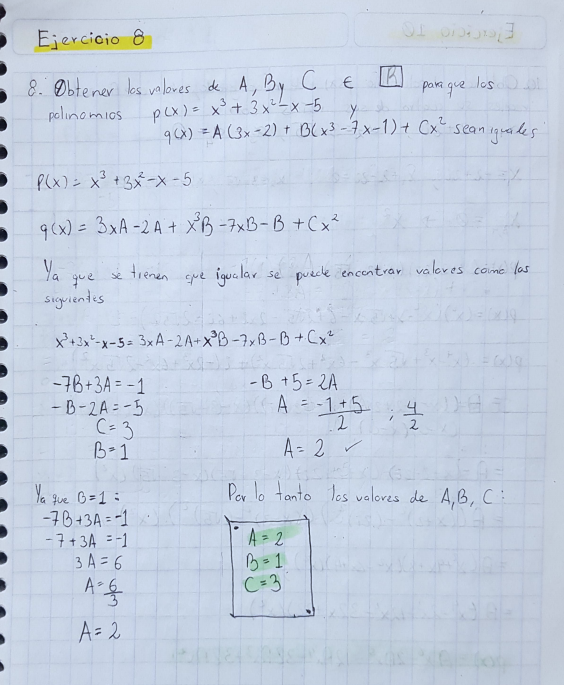 Ejercicio 8
8. Obtener los valores de A, B y C ∈ ℝ para que los
polinomios p(x) = x³ + 3x² - x - 5 y
q(x) = A(3x-2) + B(x³-7x-1) + Cx² sean iguales
P(x) = x³ + 3x² - x - 5
q(x) = 3xA - 2A + x³B - 7xB - B + Cx²
Ya que se tienen que igualar se puede encontrar valores como los
siguientes
x³+3x²-x-5 = 3xA-2A+x³B-7xB-B+Cx²
-7B+3A = -1
-B-2A = -5
C = 3
B = 1
-B+5 = 2A
A = -1+5/2 ; 4/2
A = 2 ✓
Ya que B=1:
-7B+3A = -1
-7+3A = -1
3A = 6
A = 6/3
A = 2
Por lo tanto los valores de A, B, C:
A = 2
B = 1
C = 3